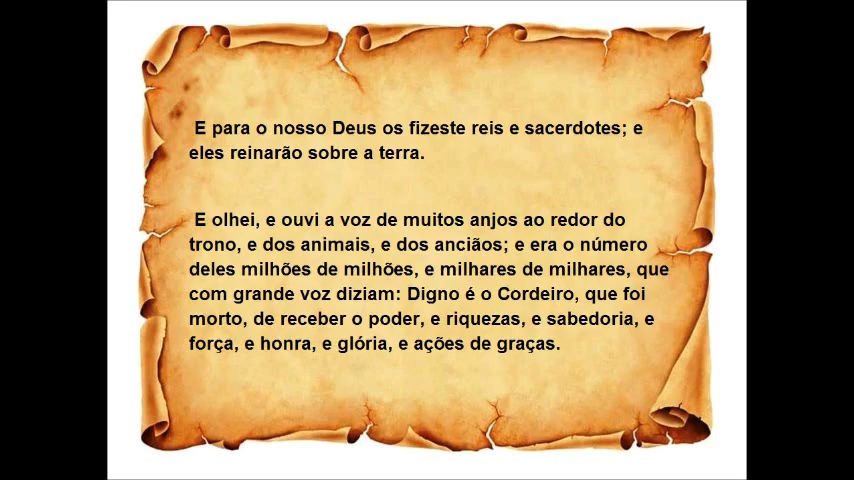 E para o nosso Deus os fizeste reis e sacerdotes; e
eles reinarão sobre a terra.
E olhei, e ouvi a voz de muitos anjos ao redor do
trono, e dos animais, e dos anciãos; e era o número
deles milhões de milhões, e milhares de milhares, que
com grande voz diziam: Digno é o Cordeiro, que foi
morto, de receber o poder, e riquezas, e sabedoria, e
força, e honra, e glória, e ações de graças.